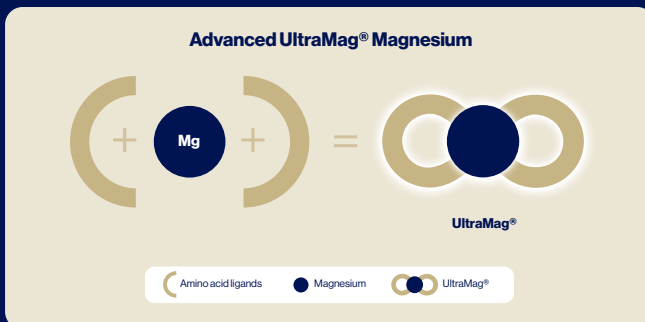 Advanced UltraMag® Magnesium
+ Mg + =
UltraMag®
Amino acid ligands Magnesium UltraMag®